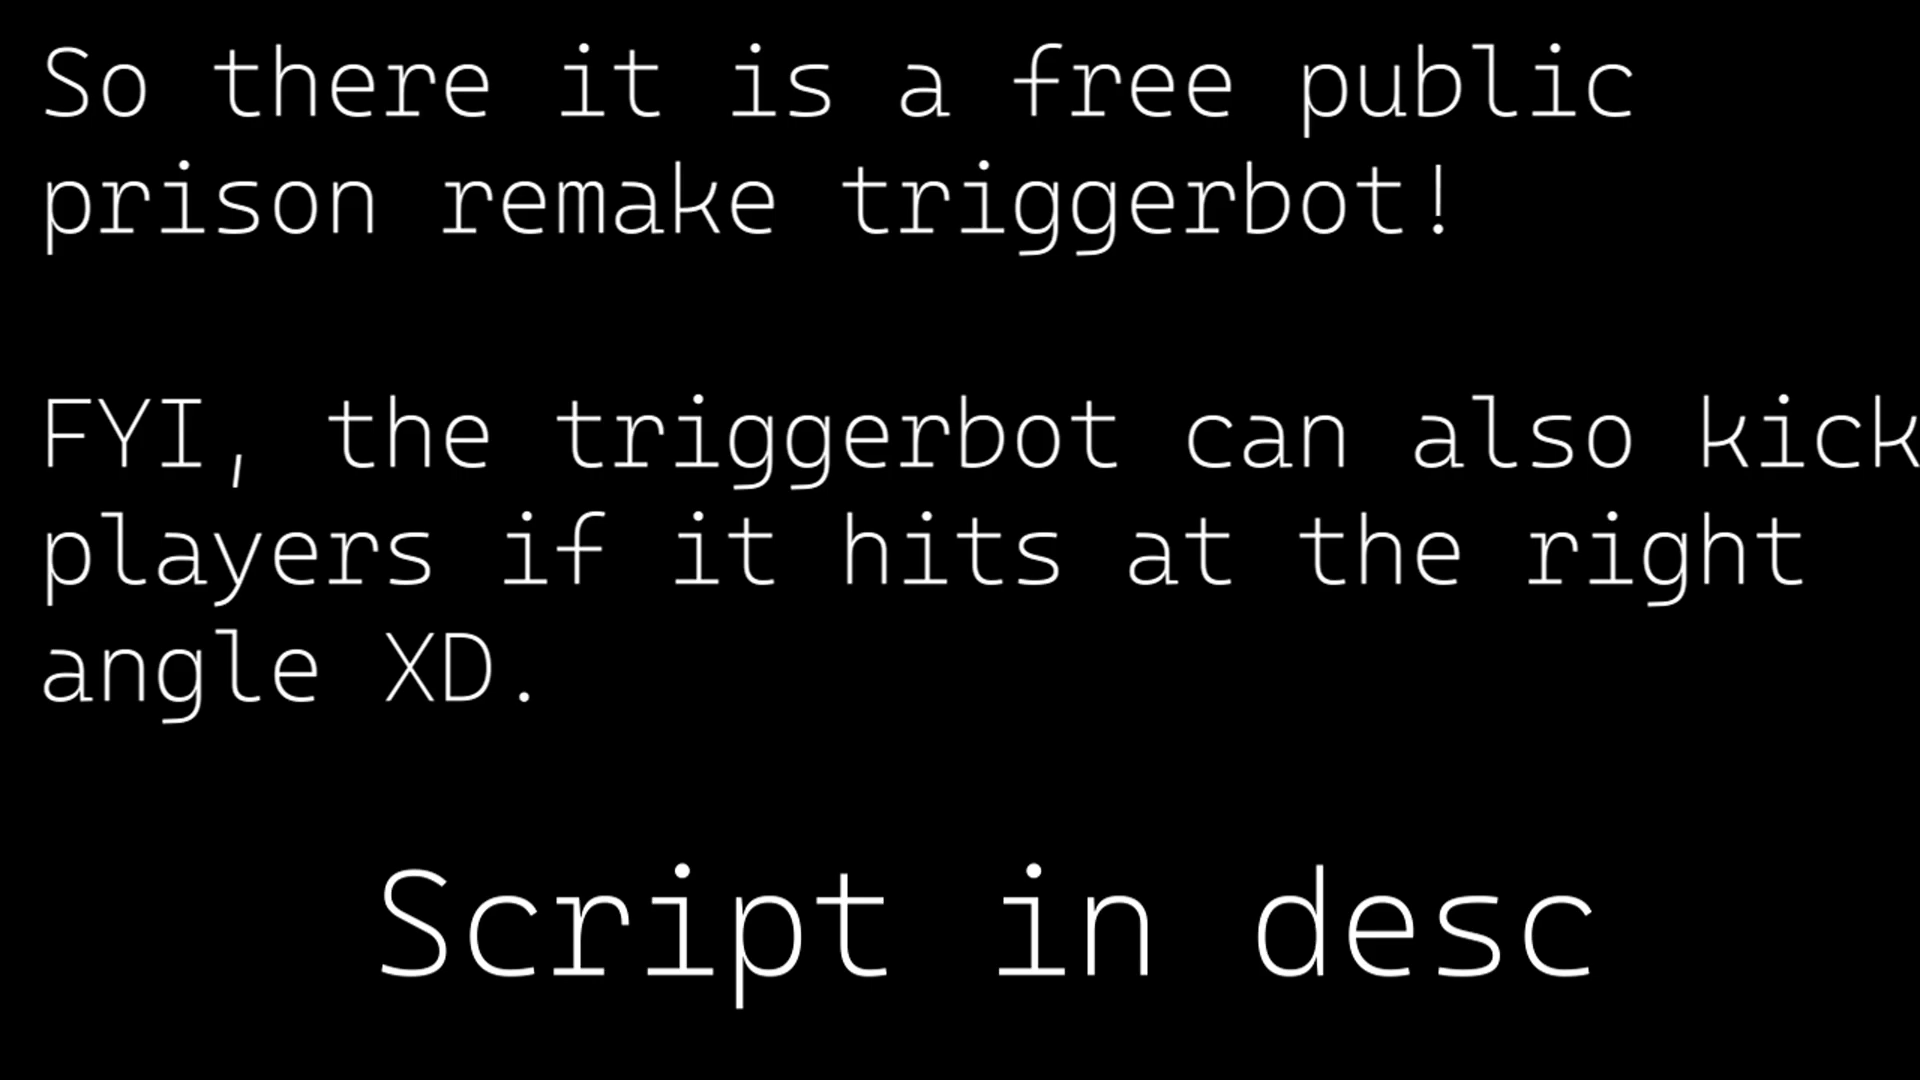 So there it is a free public
prison remake triggerbot!
FYI, the triggerbot can also kick
players if it hits at the right
angle XD.
Script in desc